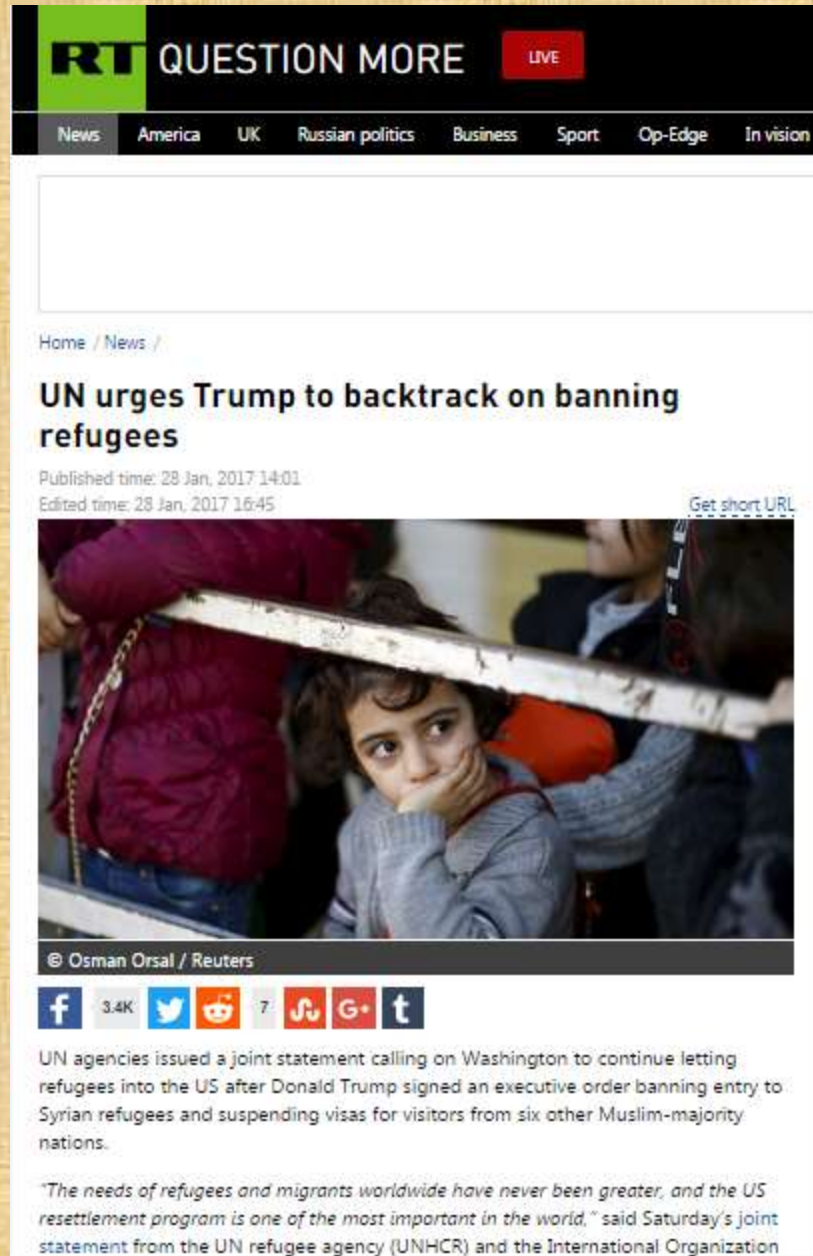 RT QUESTION MORE LIVE
News America UK Russian politics Business Sport Op-Edge In vision
Home / News /
UN urges Trump to backtrack on banning
refugees
Published time: 28 Jan, 2017 14:01
Edited time: 28 Jan, 2017 16:45
Get short URL
FLE
© Osman Orsal / Reuters
f 3.4K 7 G+ t
UN agencies issued a joint statement calling on Washington to continue letting
refugees into the US after Donald Trump signed an executive order banning entry to
Syrian refugees and suspending visas for visitors from six other Muslim-majority
nations.
"The needs of refugees and migrants worldwide have never been greater, and the US
resettlement program is one of the most important in the world," said Saturday's joint
statement from the UN refugee agency (UNHCR) and the International Organization